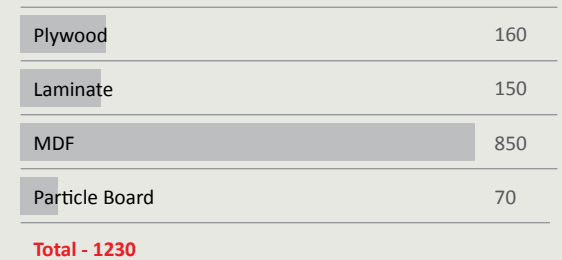 Plywood 160
Laminate 150
MDF 850
Particle Board 70
Total - 1230